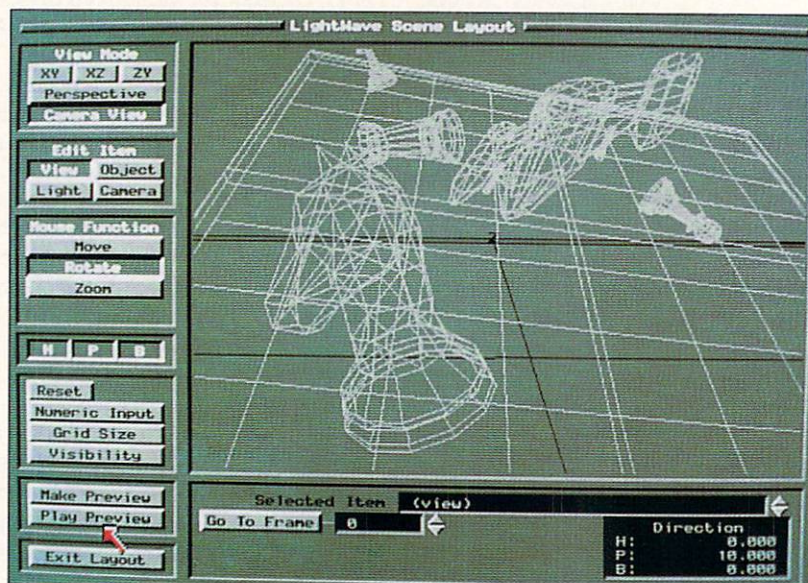 LightWave Scene Layout
View Mode
XY XZ ZY
Perspective
Camera View
Edit Item
View Object
Light Camera
Mouse Function
Move
Rotate
Zoom
H P B
Reset
Numeric Input
Grid Size
Visibility
Make Preview
Play Preview
Exit Layout
Selected Item (view)
Go To Frame 0
Direction
H: 0.000
P: 10.000
B: 0.000